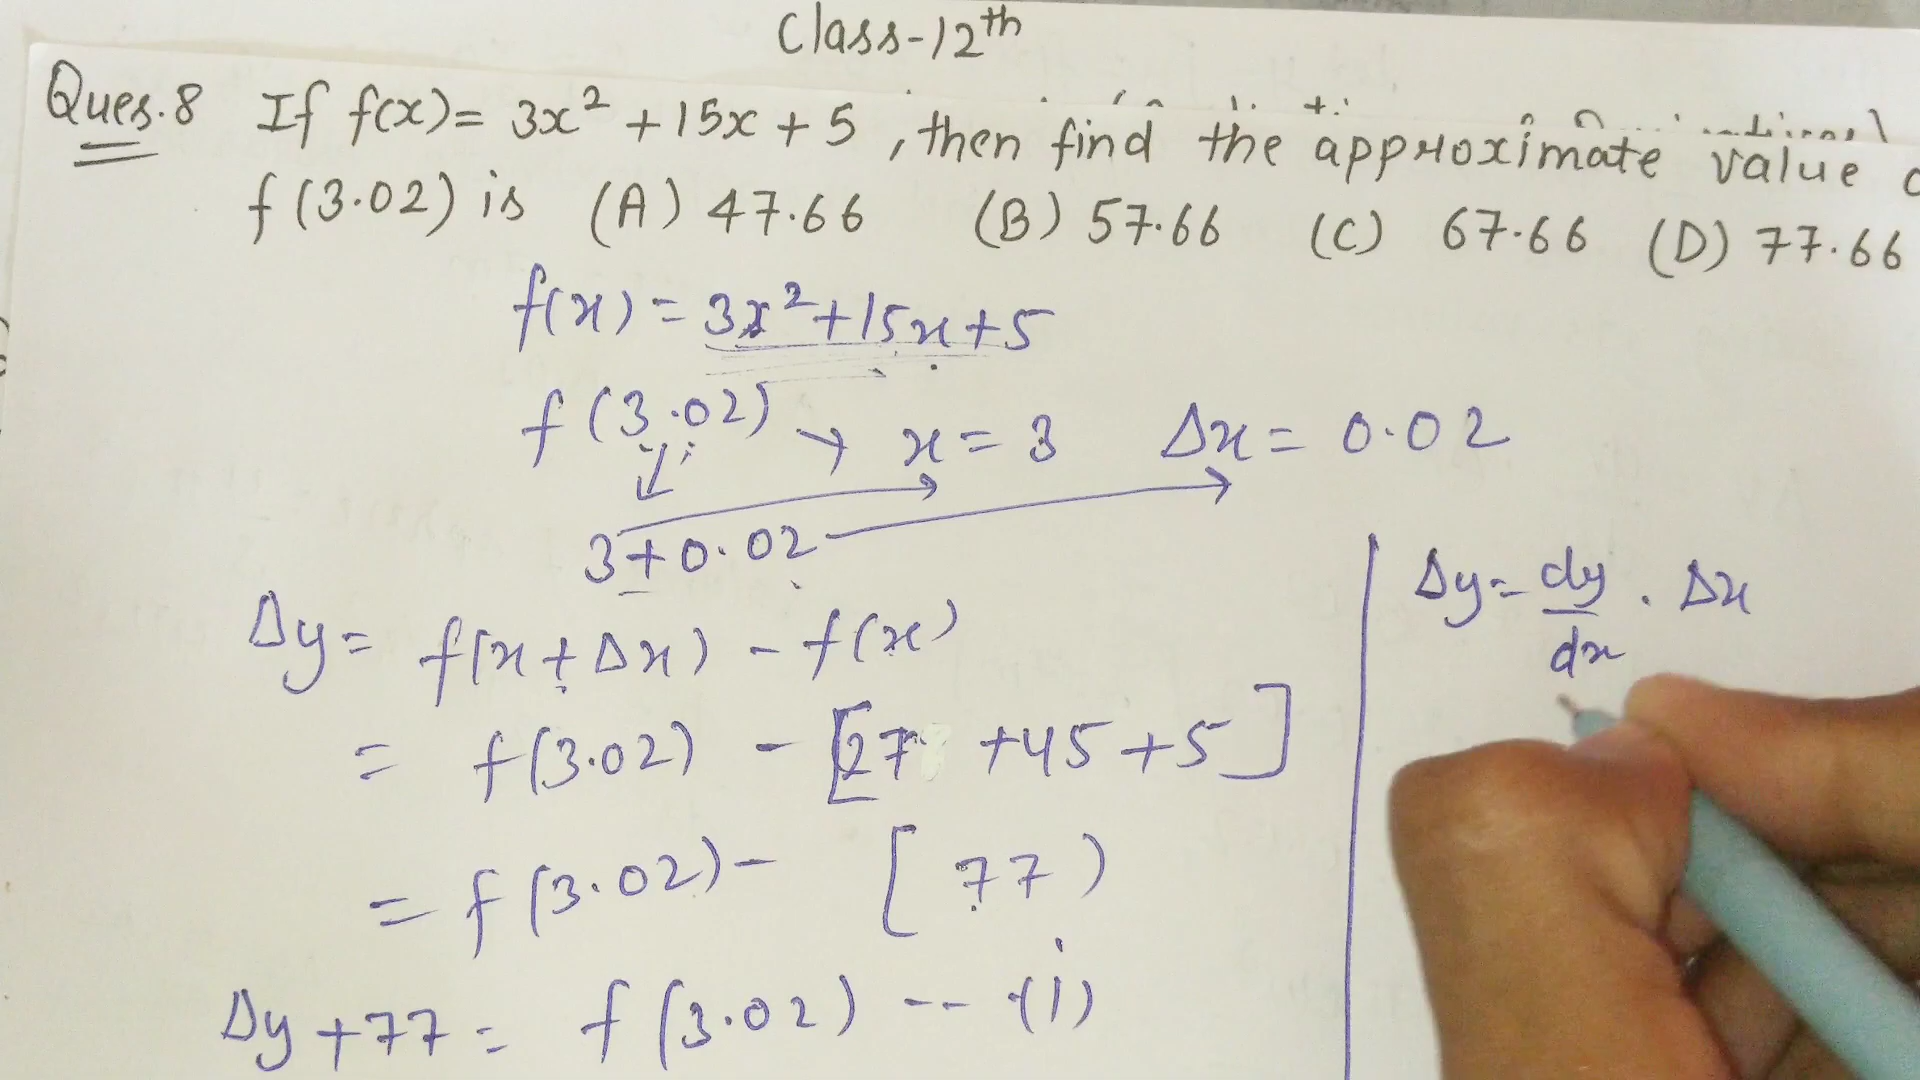 Class-12th
Ques.8 If f(x)= 3x² +15x + 5 , then find the approximate value
f(3.02) is (A) 47.66 (B) 57.66 (C) 67.66 (D) 77.66
f(x) = 3x²+15x+5
f(3.02) → x = 3 Δx = 0.02
3+0.02
Δy = f(x+Δx) - f(x)
= f(3.02) - [27 +45+5]
= f(3.02) - [77)
Δy +77 = f(3.02) -- (i)
Δy = dy/dx . Δx